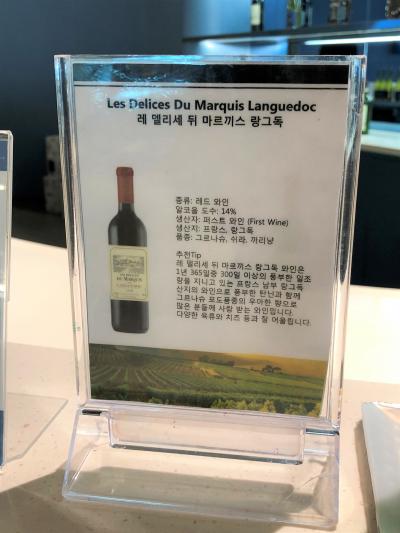 Les Delices Du Marquis Languedoc
레 델리세 뒤 마르끼스 랑그독
종류: 레드 와인
알코올 도수: 14%
생산자: 퍼스트 와인 (First Wine)
생산지: 프랑스, 랑그독
품종: 그르나슈, 쉬라, 까리냥
추천Tip
레 델리세 뒤 마르끼스 랑그독 와인은
1년 365일중 300일 이상의 풍부한 일조
량을 지니고 있는 프랑스 남부 랑그독
산지의 와인으로 풍부한 탄닌과 함께
그르나슈 포도품종의 우아한 향으로
많은 분들께 사랑 받는 와인입니다.
다양한 육류와 치즈 등과 잘 어울립니다.
LES DELICES
DU MARQUIS